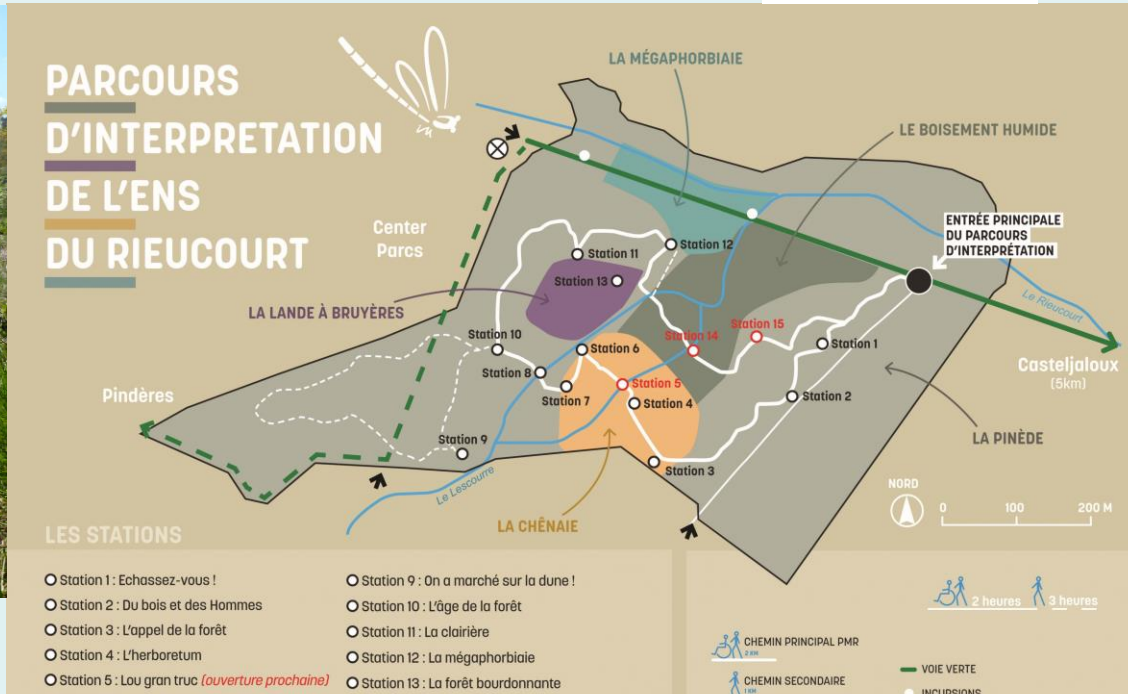 PARCOURS
D'INTERPRETATION
DE L'ENS
DU RIEUCOURT
LA MÉGAPHORBIAIE
LE BOISEMENT HUMIDE
ENTRÉE PRINCIPALE
DU PARCOURS
D'INTERPRÉTATION
Center
Parcs
Station 12
Station 11
Station 13
LA LANDE À BRUYÈRES
Le Rieucourt
Station 10
Station 6
Station 14
Station 15
Station 1
Casteljaloux
(5km)
Station 8
Station 5
Pindères
Station 7
Station 4
Station 2
Station 9
LA PINÈDE
Station 3
Le Lescourre
LA CHÊNAIE
NORD
0 100 200 M
LES STATIONS
Station 1 : Echassez-vous !
Station 2 : Du bois et des Hommes
Station 3 : L'appel de la forêt
Station 4 : L'herboretum
Station 5 : Lou gran truc (ouverture prochaine)
Station 9 : On a marché sur la dune !
Station 10 : L'âge de la forêt
Station 11 : La clairière
Station 12 : La mégaphorbiaie
Station 13 : La forêt bourdonnante
2 heures 3 heures
CHEMIN PRINCIPAL PMR
2 KM
CHEMIN SECONDAIRE
1 KM
VOIE VERTE
INCURSIONS